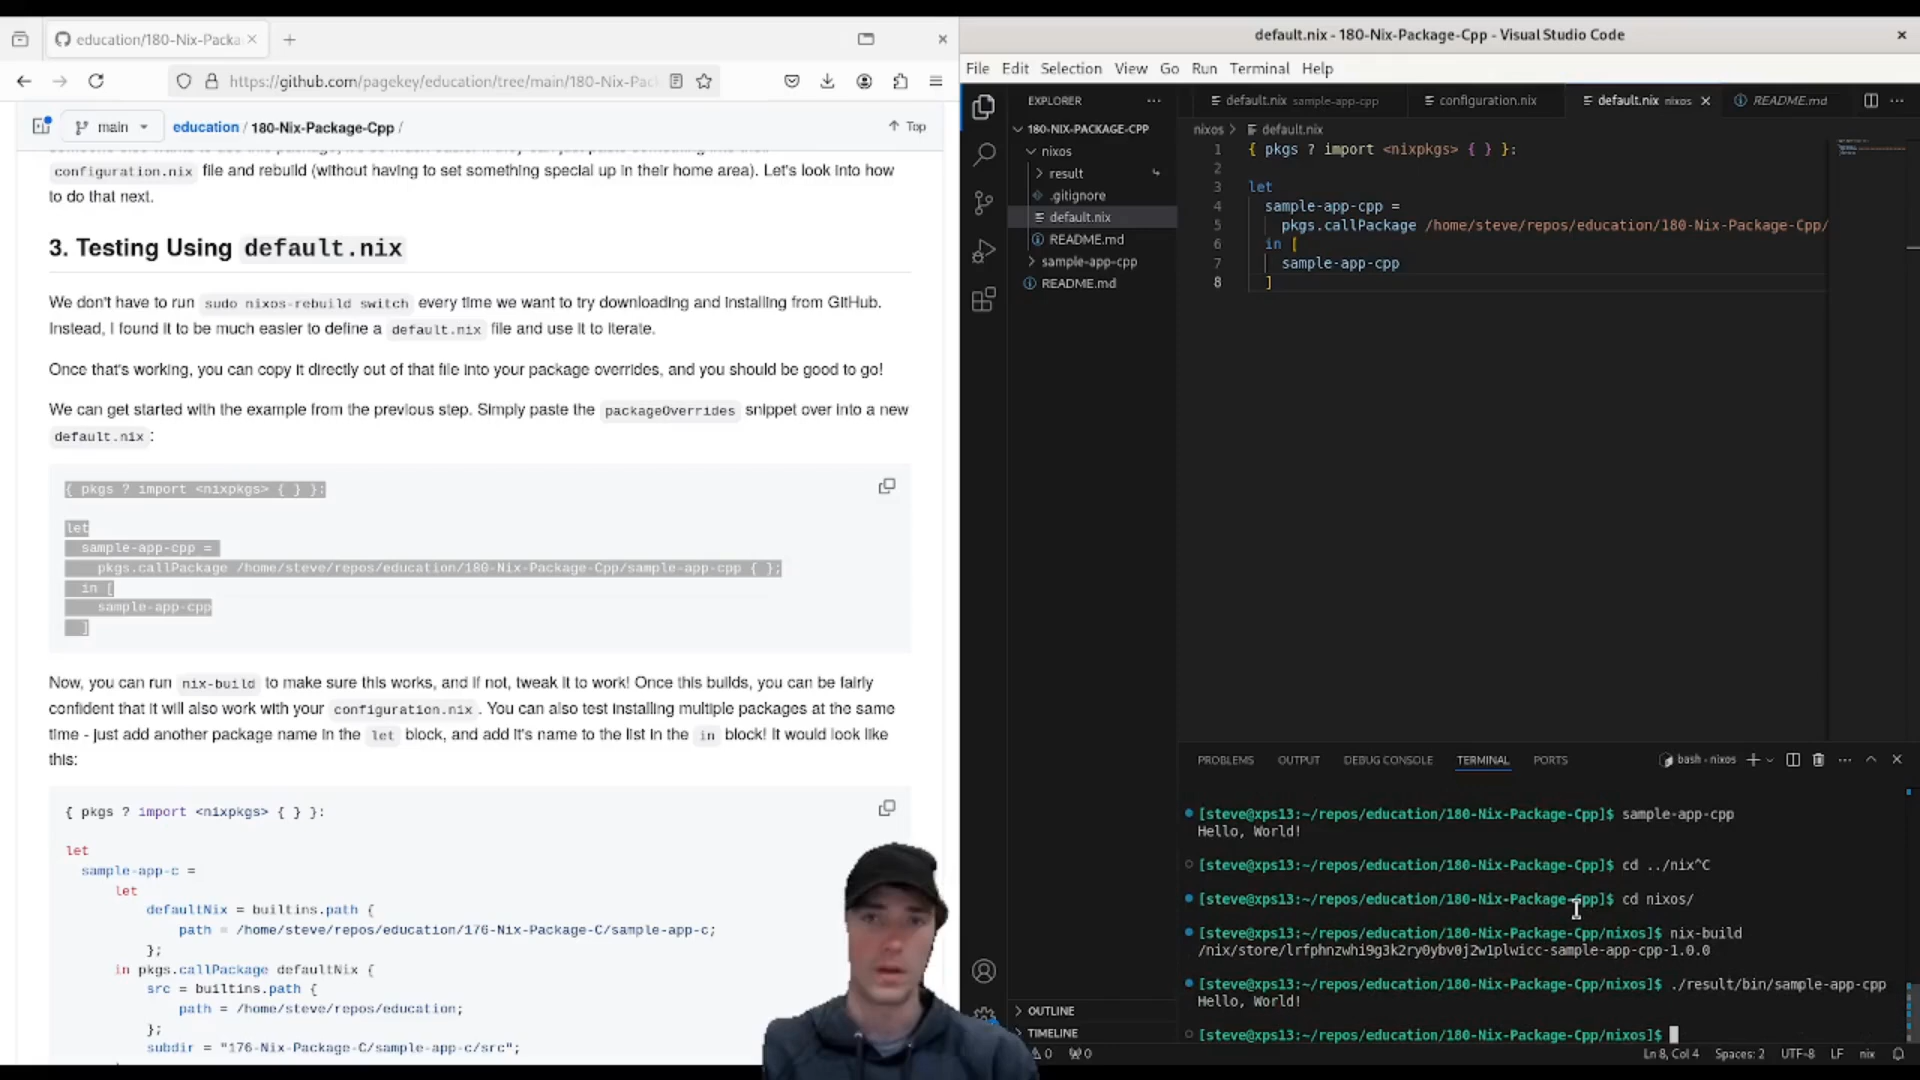 education/180-Nix-Packa
https://github.com/pagekey/education/tree/main/180-Nix-Pac
main
education / 180-Nix-Package-Cpp /
Top
configuration.nix file and rebuild (without having to set something special up in their home area). Let's look into how
to do that next.
3. Testing Using default.nix
We don't have to run sudo nixos-rebuild switch every time we want to try downloading and installing from GitHub.
Instead, I found it to be much easier to define a default.nix file and use it to iterate.
Once that's working, you can copy it directly out of that file into your package overrides, and you should be good to go!
We can get started with the example from the previous step. Simply paste the packageOverrides snippet over into a new
default.nix :
{ pkgs ? import <nixpkgs> { } }:
let
sample-app-cpp =
pkgs.callPackage /home/steve/repos/education/180-Nix-Package-Cpp/sample-app-cpp { };
in [
sample-app-cpp
]
Now, you can run nix-build to make sure this works, and if not, tweak it to work! Once this builds, you can be fairly
confident that it will also work with your configuration.nix . You can also test installing multiple packages at the same
time - just add another package name in the let block, and add it's name to the list in the in block! It would look like
this:
{ pkgs ? import <nixpkgs> { } }:
let
sample-app-c =
let
defaultNix = builtins.path {
path = /home/steve/repos/education/176-Nix-Package-C/sample-app-c;
};
in pkgs.callPackage defaultNix {
src = builtins.path {
path = /home/steve/repos/education;
};
subdir = "176-Nix-Package-C/sample-app-c/src";
default.nix - 180-Nix-Package-Cpp - Visual Studio Code
File Edit Selection View Go Run Terminal Help
EXPLORER
180-NIX-PACKAGE-CPP
nixos
result
.gitignore
default.nix
README.md
sample-app-cpp
README.md
OUTLINE
TIMELINE
default.nix sample-app-cpp
configuration.nix
default.nix nixos
README.md
nixos > default.nix
1 { pkgs ? import <nixpkgs> { } }:
2
3 let
4 sample-app-cpp =
5 pkgs.callPackage /home/steve/repos/education/180-Nix-Package-Cpp/
6 in [
7 sample-app-cpp
8 ]
PROBLEMS OUTPUT DEBUG CONSOLE TERMINAL PORTS
bash - nixos
[steve@xps13:~/repos/education/180-Nix-Package-Cpp]$ sample-app-cpp
Hello, World!
[steve@xps13:~/repos/education/180-Nix-Package-Cpp]$ cd ../nix^C
[steve@xps13:~/repos/education/180-Nix-Package-Cpp]$ cd nixos/
[steve@xps13:~/repos/education/180-Nix-Package-Cpp/nixos]$ nix-build
/nix/store/lrfphnzwhi9g3k2ry0ybv0j2w1plwicc-sample-app-cpp-1.0.0
[steve@xps13:~/repos/education/180-Nix-Package-Cpp/nixos]$ ./result/bin/sample-app-cpp
Hello, World!
[steve@xps13:~/repos/education/180-Nix-Package-Cpp/nixos]$
0 0
Ln 8, Col 4 Spaces: 2 UTF-8 LF nix